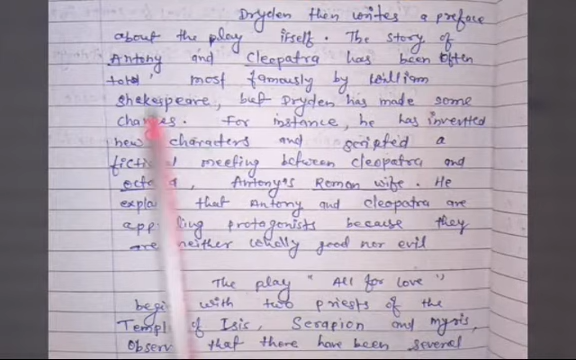 Dryden then writes a preface
about the play itself. The story of
Antony and Cleopatra has been often
told most famously by William
Shakespeare, but Dryden has made some
changes. For instance, he has invented
new characters and scripted a
meeting between cleopatra and
, Antony's Roman wife. He
that Antony and Cleopatra are
protagonists because they
are neither wholly good nor evil
The play "All for Love"
with two priests of the
of Isis, Serapion and Myris,
that there have been several